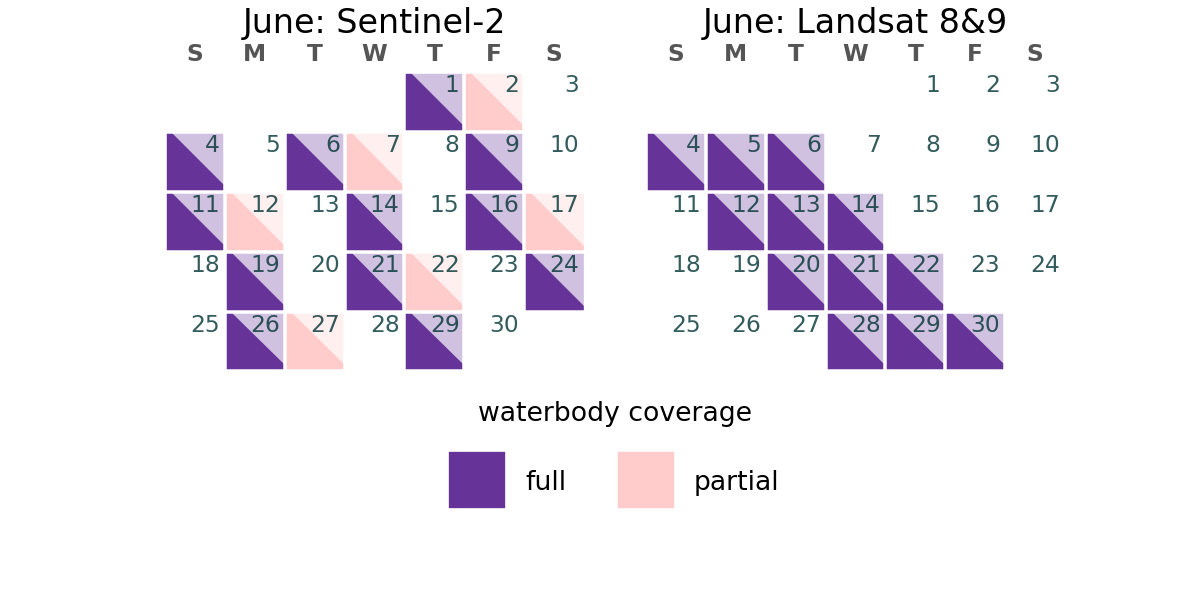 June: Sentinel-2
S M T W T F S
1 2 3
4 5 6 7 8 9 10
11 12 13 14 15 16 17
18 19 20 21 22 23 24
25 26 27 28 29 30
June: Landsat 8&9
S M T W T F S
1 2 3
4 5 6 7 8 9 10
11 12 13 14 15 16 17
18 19 20 21 22 23 24
25 26 27 28 29 30
waterbody coverage
full
partial